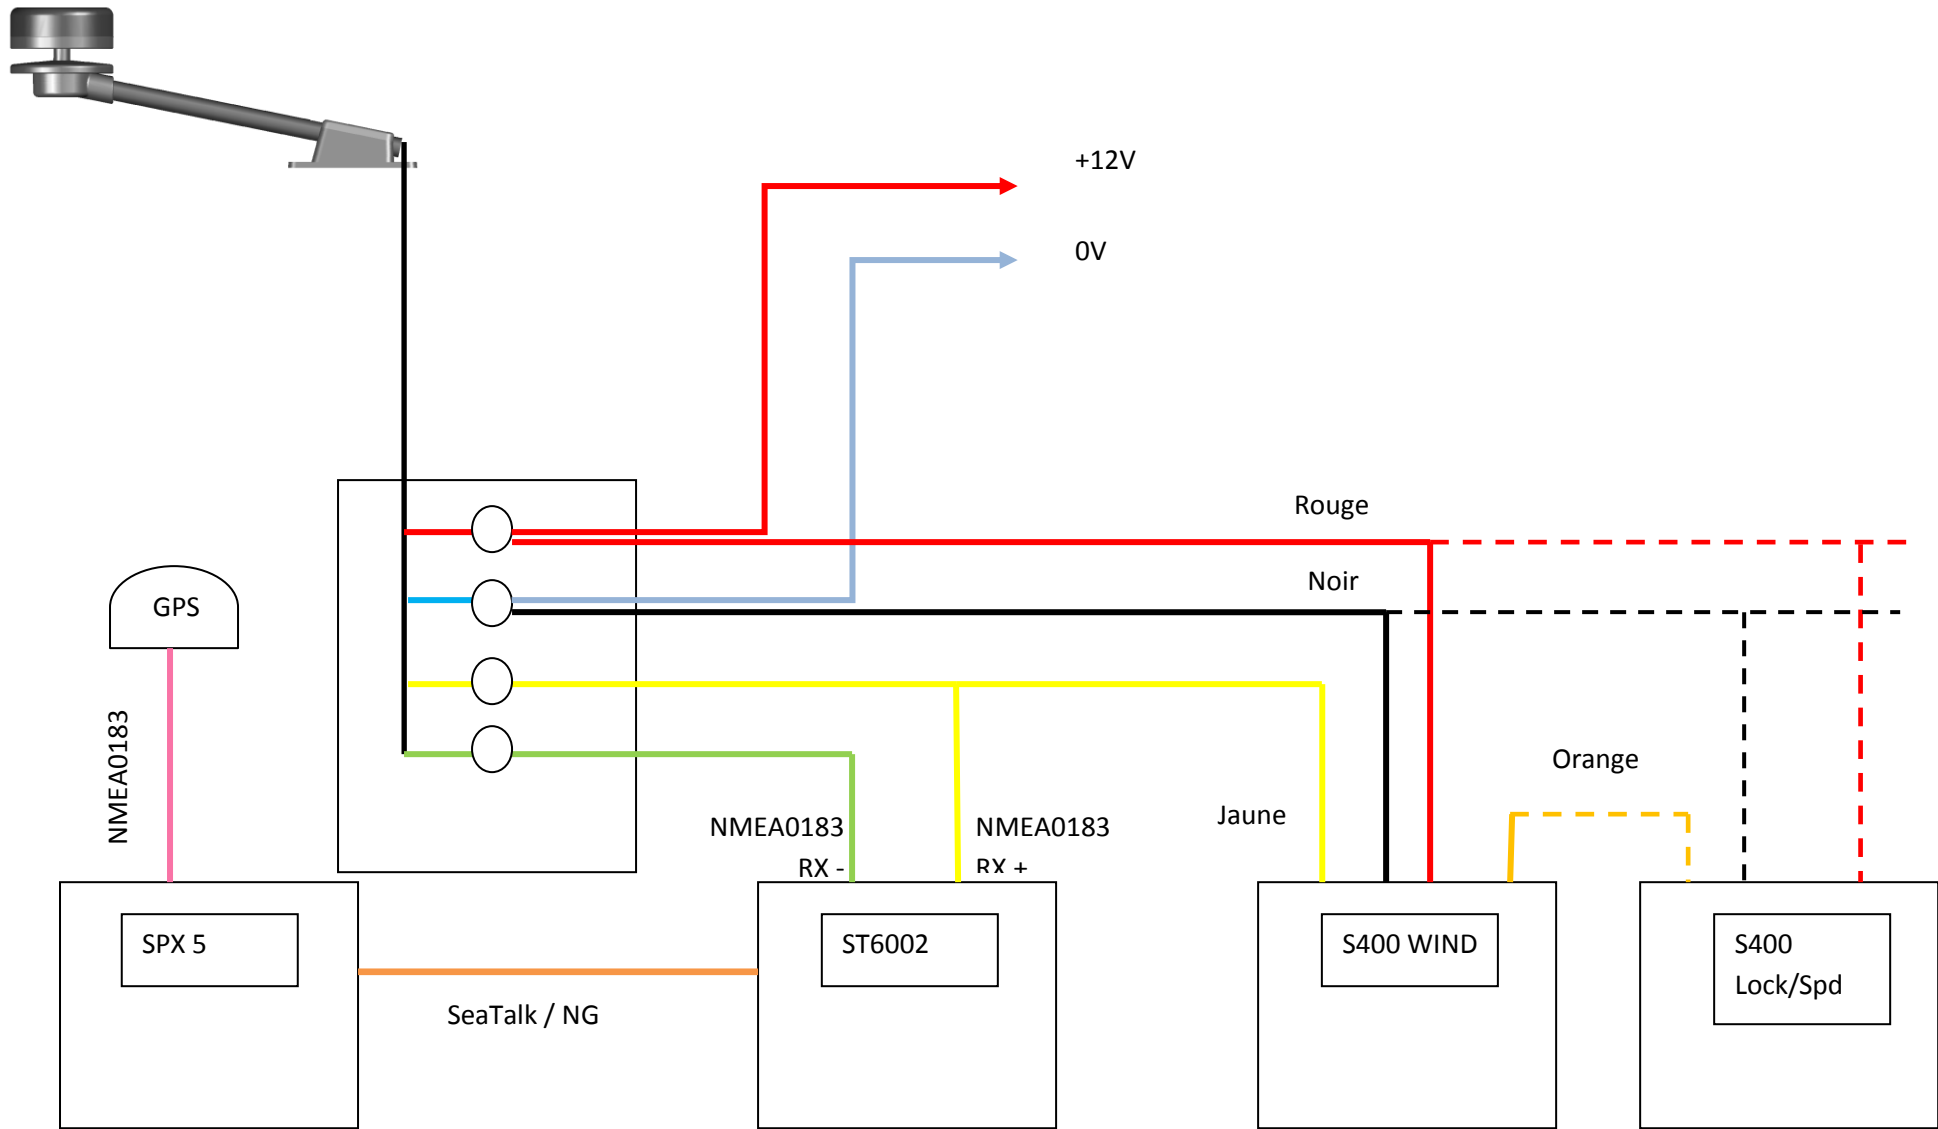 +12V
0V
Rouge
Noir
GPS
NMEA0183
Orange
Jaune
NMEA0183
RX -
NMEA0183
RX +
SPX 5
ST6002
S400 WIND
S400
Lock/Spd
SeaTalk / NG